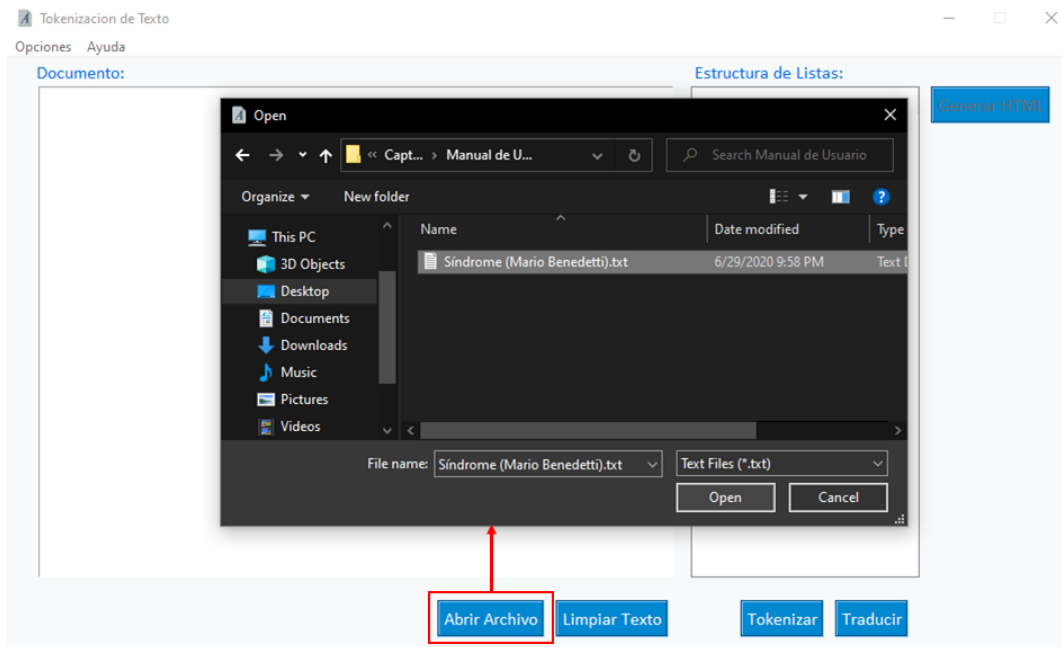 Tokenizacion de Texto
Opciones Ayuda
Documento:
Estructura de Listas:
Generar HTML
Open
« Capt... › Manual de U...
Search Manual de Usuario
Organize
New folder
Name
Date modified
Type
This PC
3D Objects
Desktop
Documents
Downloads
Music
Pictures
Videos
Síndrome (Mario Benedetti).txt
6/29/2020 9:58 PM
Text
File name:
Síndrome (Mario Benedetti).txt
Text Files (*.txt)
Open
Cancel
Abrir Archivo
Limpiar Texto
Tokenizar
Traducir